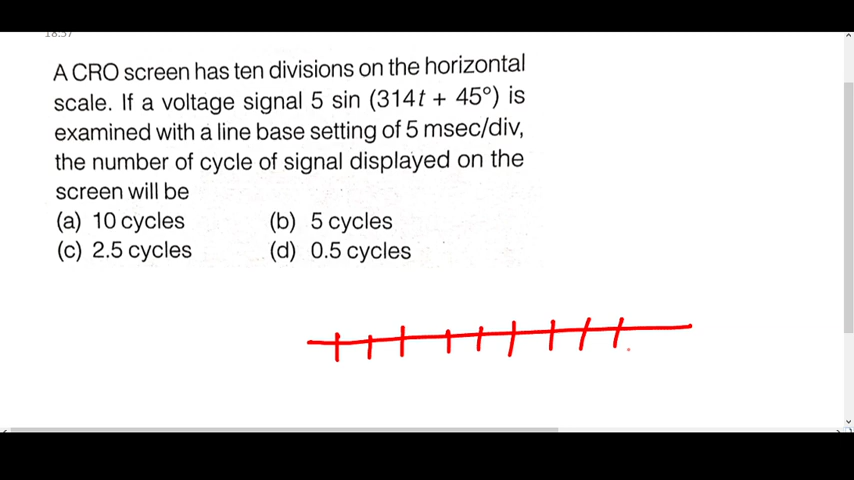 18:57
A CRO screen has ten divisions on the horizontal
scale. If a voltage signal 5 sin (314t + 45°) is
examined with a line base setting of 5 msec/div,
the number of cycle of signal displayed on the
screen will be
(a) 10 cycles (b) 5 cycles
(c) 2.5 cycles (d) 0.5 cycles